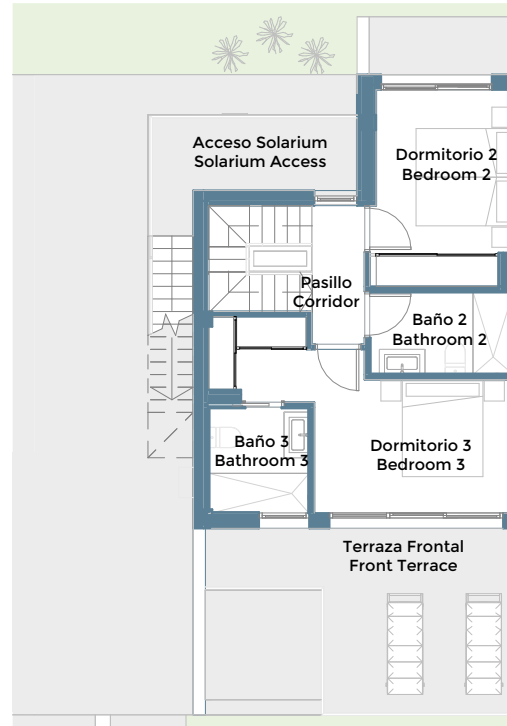 Acceso Solarium
Solarium Access
Dormitorio 2
Bedroom 2
Pasillo
Corridor
Baño 2
Bathroom 2
Baño 3
Bathroom 3
Dormitorio 3
Bedroom 3
Terraza Frontal
Front Terrace